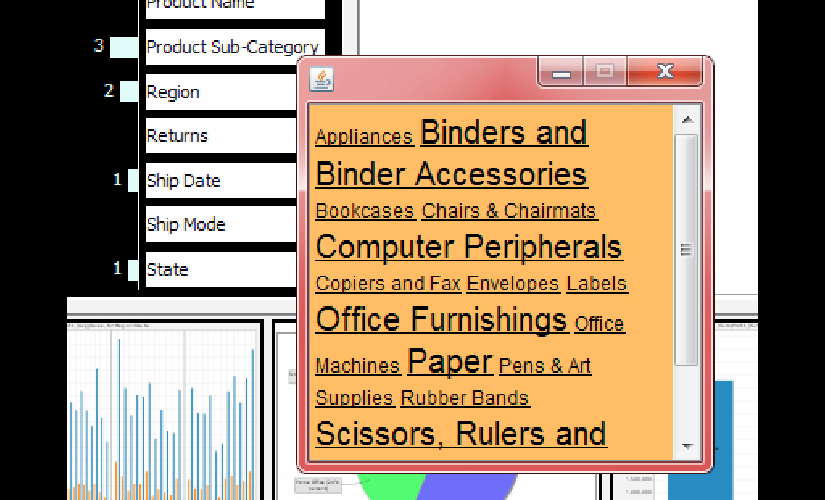 Product Name
3 Product Sub-Category
2 Region
Returns
1 Ship Date
Ship Mode
1 State
Appliances Binders and
Binder Accessories
Bookcases Chairs & Chairmats
Computer Peripherals
Copiers and Fax Envelopes Labels
Office Furnishings Office
Machines Paper Pens & Art
Supplies Rubber Bands
Scissors, Rulers and